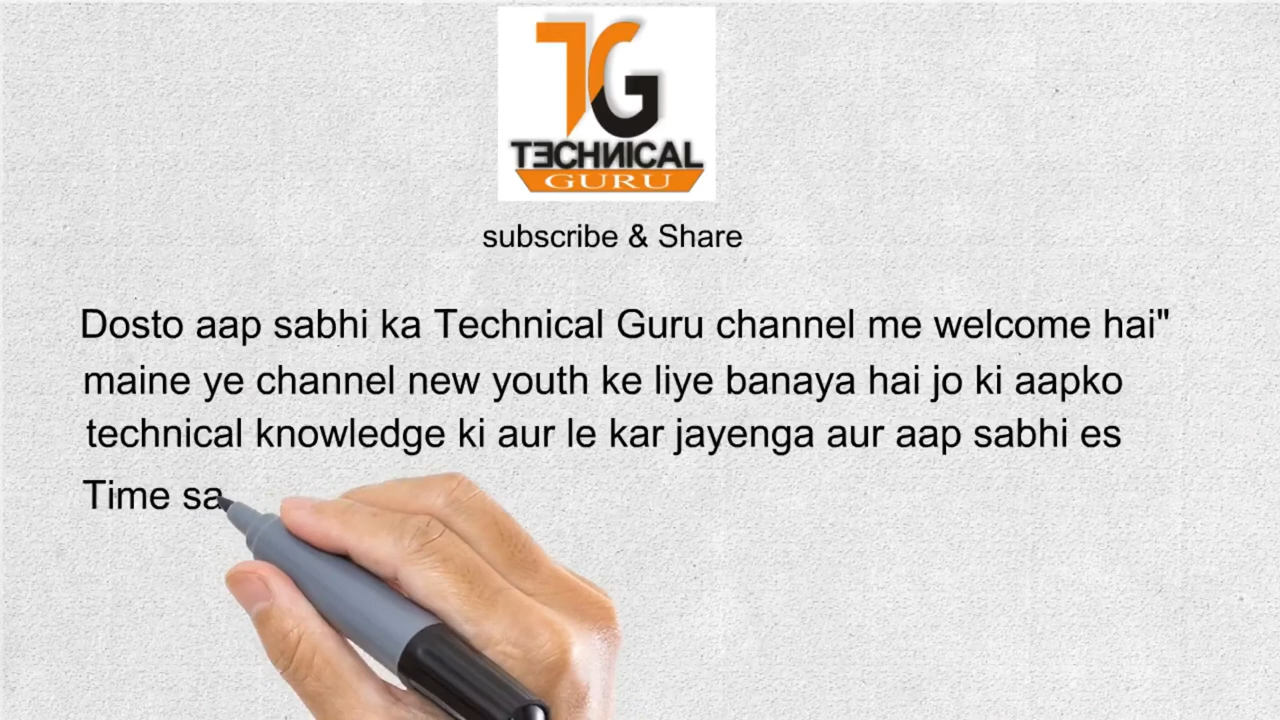 TG
TECHNICAL
GURU
subscribe & Share
Dosto aap sabhi ka Technical Guru channel me welcome hai"
maine ye channel new youth ke liye banaya hai jo ki aapko
technical knowledge ki aur le kar jayenga aur aap sabhi es
Time sa